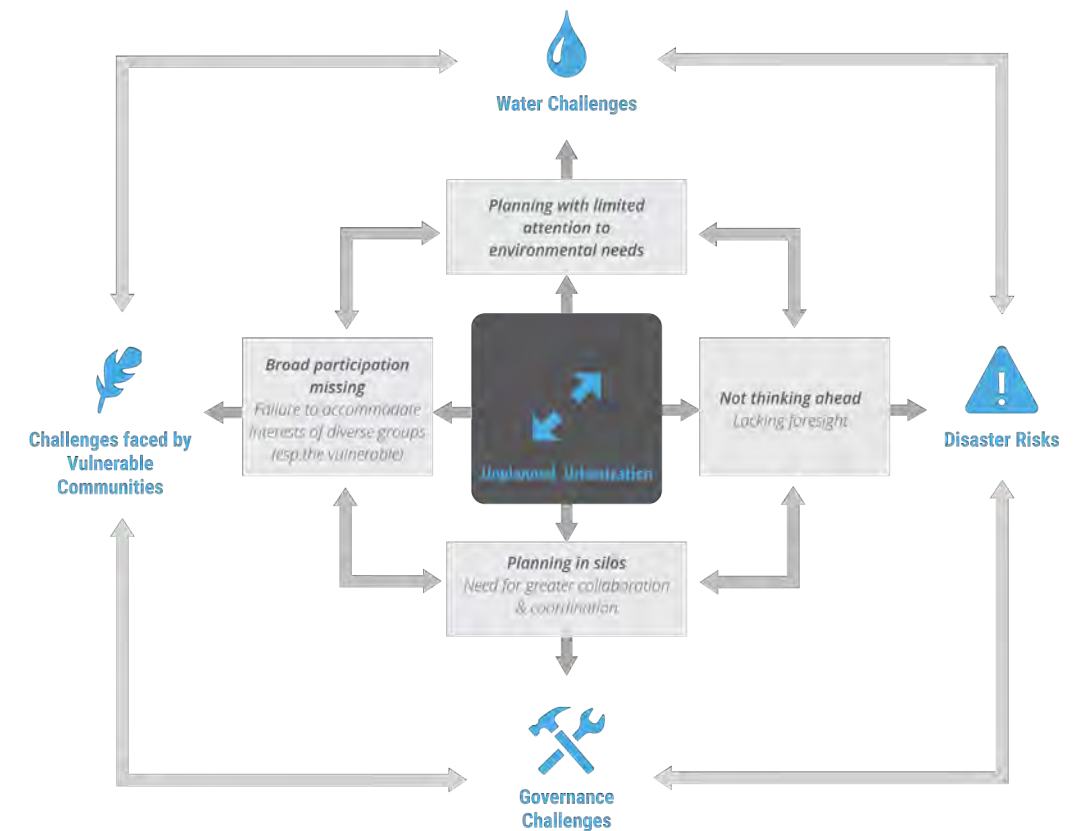 Water Challenges
Planning with limited
attention to
environmental needs
Broad participation
missing
Failure to accommodate
interests of diverse groups
(esp.the vulnerable)
Unplanned Urbanization
Not thinking ahead
Lacking foresight
Challenges faced by
Vulnerable
Communities
Disaster Risks
Planning in silos
Need for greater collaboration
& coordination
Governance
Challenges